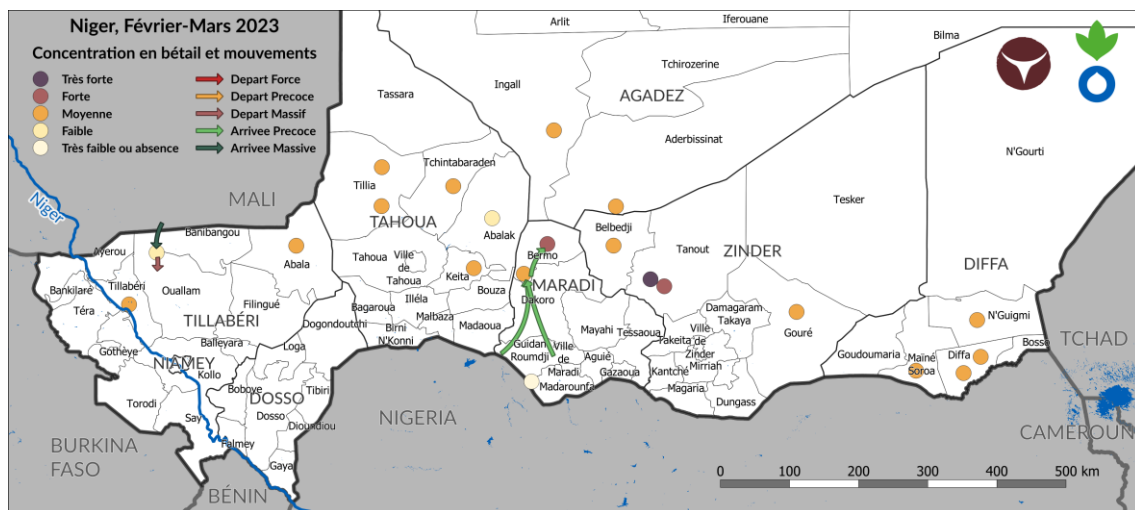 Niger, Février-Mars 2023
Concentration en bétail et mouvements
Très forte
Forte
Moyenne
Faible
Très faible ou absence
Depart Force
Depart Precoce
Depart Massif
Arrivee Precoce
Arrivee Massive
Arlit
Iferouane
Bilma
Tchirozerine
Ingall
AGADEZ
Tassara
Aderbissinat
N'Gourti
Tchintabaraden
Tillia
MALI
Niger
TAHOUA
Tesker
Banibangou
Ayerou
Abalak
Belbedji
Tanout
ZINDER
Abala
Tahoua
Ville
de
Tahoua
Keita
Bermo
DIFFA
Bankilaré
Tillabéri
Ouallam
Bouza
MARADI
Dakoro
Téra
Filingué
Illéla
Bagaroua
Damagaram
Takaya
N'Guigmi
TILLABÉRI
Dogondoutchi
Malbaza
Birni
N'Konni
Madaoua
Mayahi
Tessaoua
Gouré
TCHAD
Balleyara
Loga
Guidan
Roumdji
Ville
de
Maradi
Takeita
Ville
de
Zinder
Goudoumaria
Maïné
Soroa
Diffa
Bosso
Gothèye
NIAMEY
Kollo
Aguié
Gazaoua
Kantché
Mirriah
Madarounfa
Magaria
Dungass
Torodi
Say
Boboye
DOSSO
Tibiri
Dosso
Dioundiou
NIGERIA
Falmey
Gaya
BURKINA
FASO
BÉNIN
CAMEROUN
0 100 200 300 400 500 km